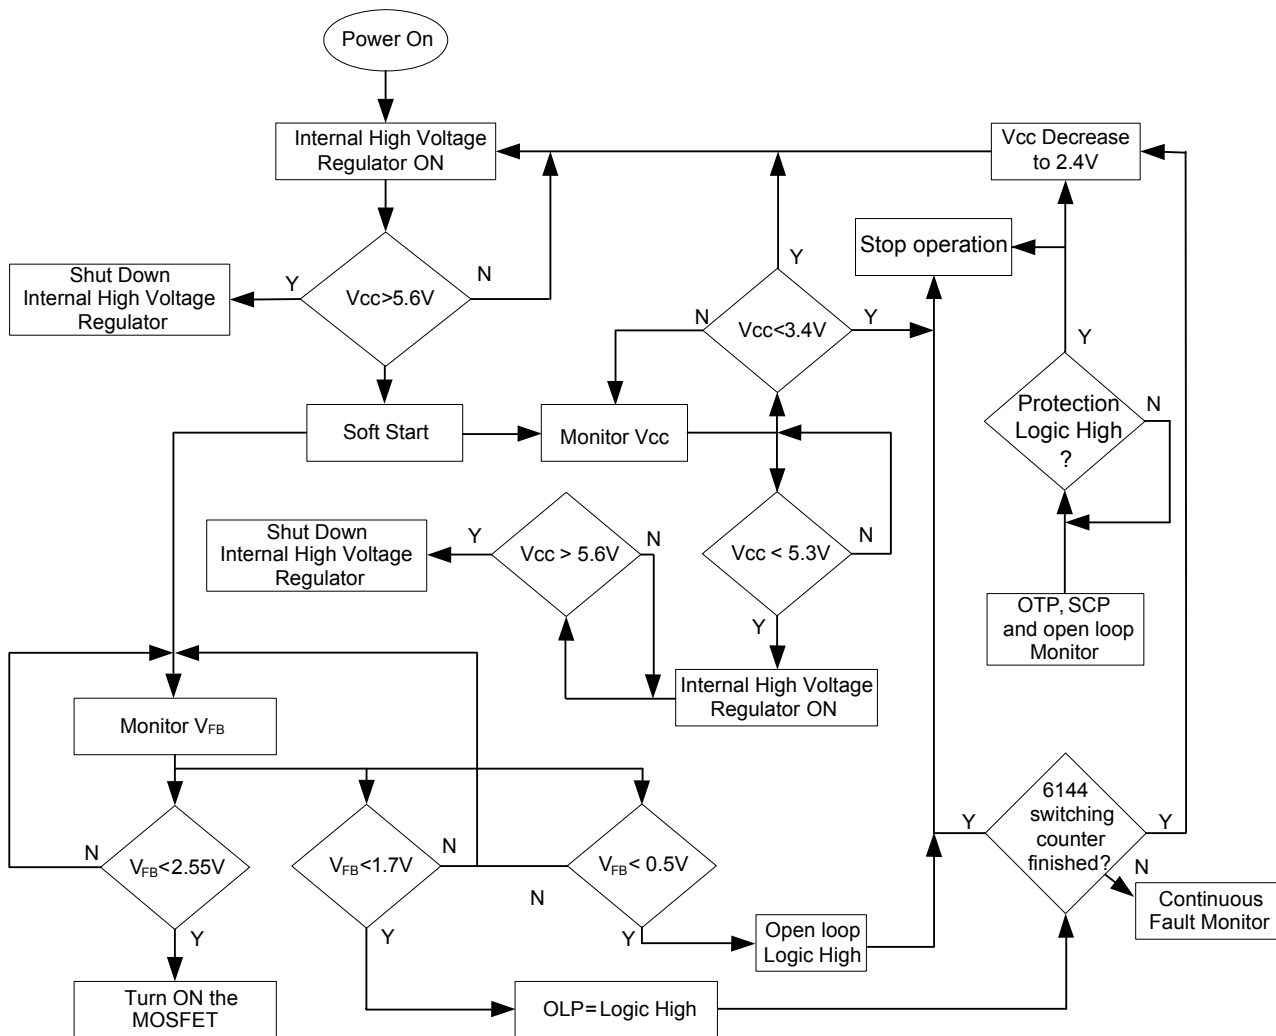 Power On
Internal High Voltage
Regulator ON
Vcc Decrease
to 2.4V
Stop operation
Y
Shut Down
Internal High Voltage
Regulator
Y
Vcc>5.6V
N
N
Vcc<3.4V
Y
Y
Protection
Logic High
?
N
Soft Start
Monitor Vcc
Shut Down
Internal High Voltage
Regulator
Y
Vcc > 5.6V
N
Vcc < 5.3V
N
Y
OTP, SCP
and open loop
Monitor
Internal High Voltage
Regulator ON
Monitor VFB
N
VFB<2.55V
Y
VFB<1.7V
N
Y
VFB< 0.5V
N
Y
Y
6144
switching
counter
finished?
Y
N
Continuous
Fault Monitor
Open loop
Logic High
Turn ON the
MOSFET
OLP=Logic High